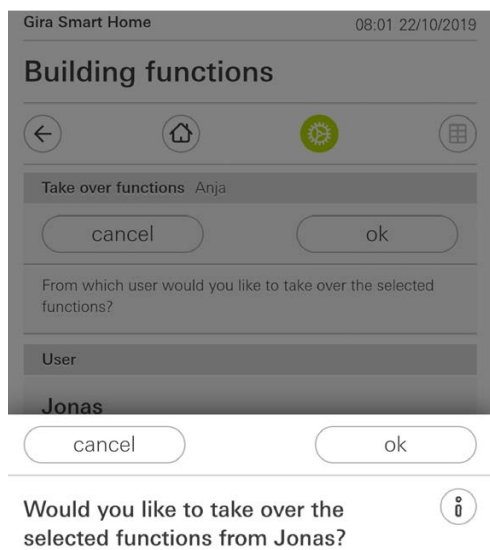 Gira Smart Home 08:01 22/10/2019
Building functions
Take over functions Anja
cancel ok
From which user would you like to take over the selected
functions?
User
Jonas
cancel ok
Would you like to take over the
selected functions from Jonas?